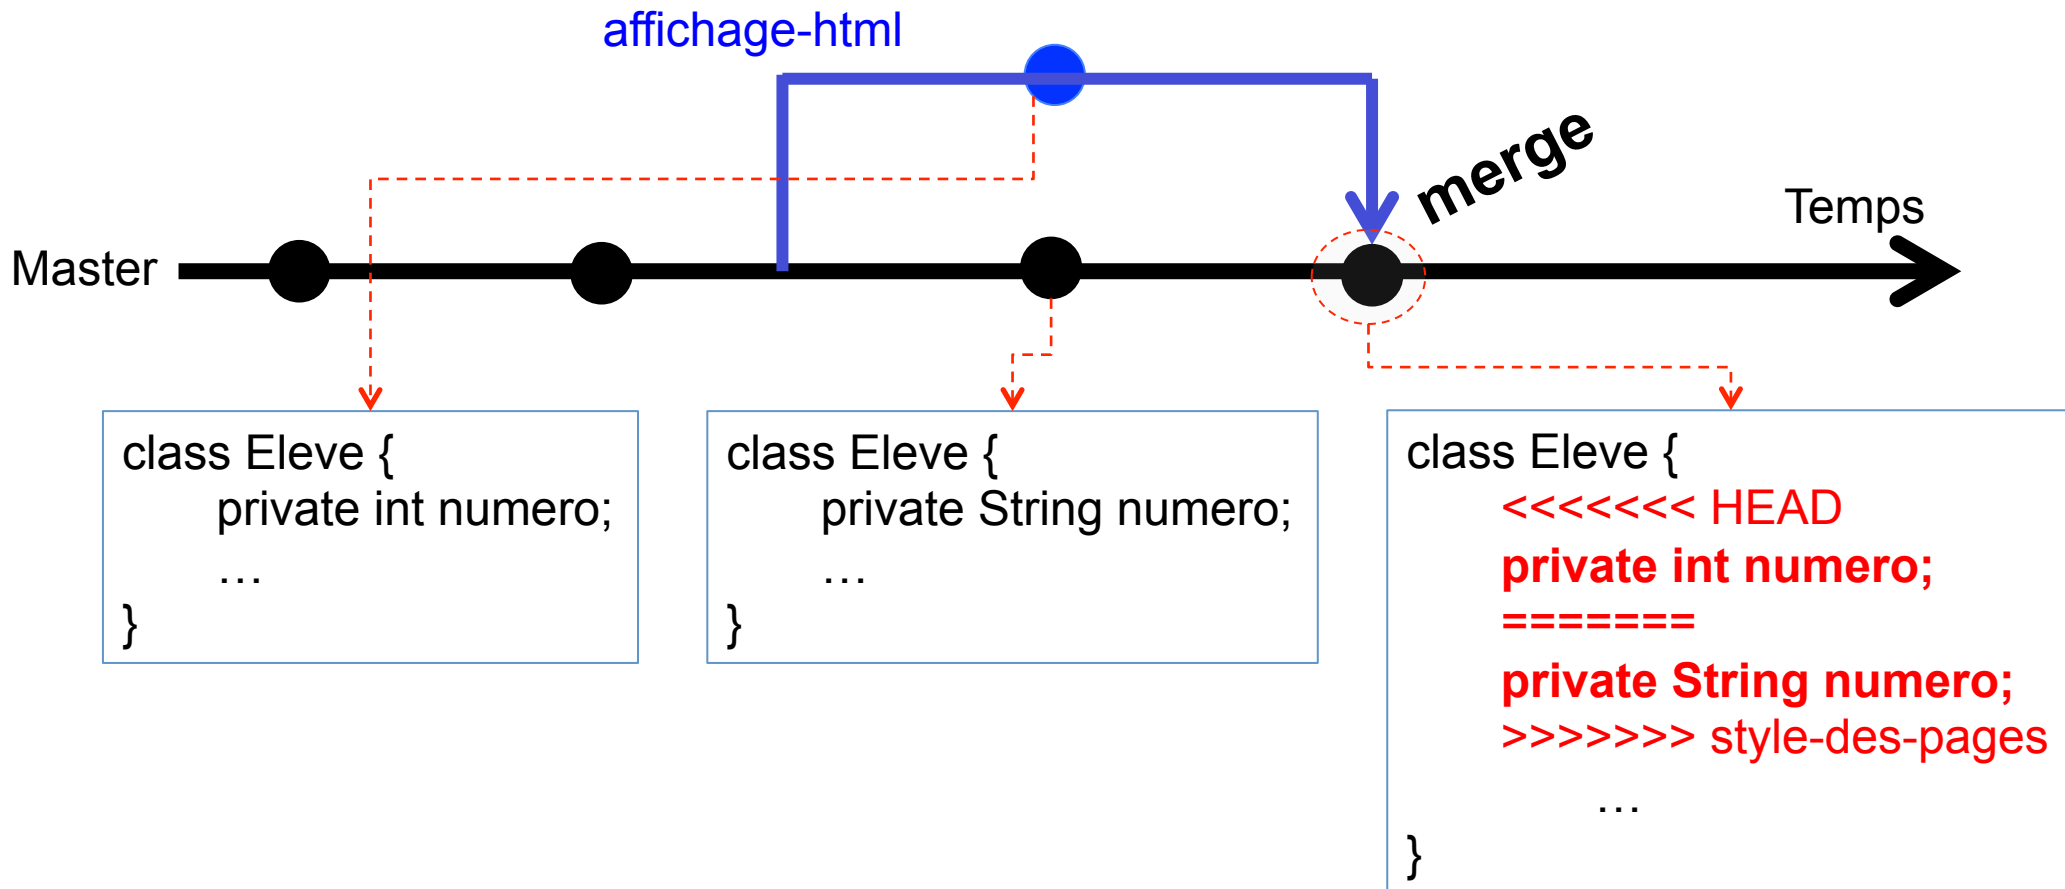 affichage-html
merge
Temps
Master
class Eleve {
private int numero;
…
}
class Eleve {
private String numero;
…
}
class Eleve {
<<<<<<< HEAD
private int numero;
=======
private String numero;
>>>>>>> style-des-pages
…
}